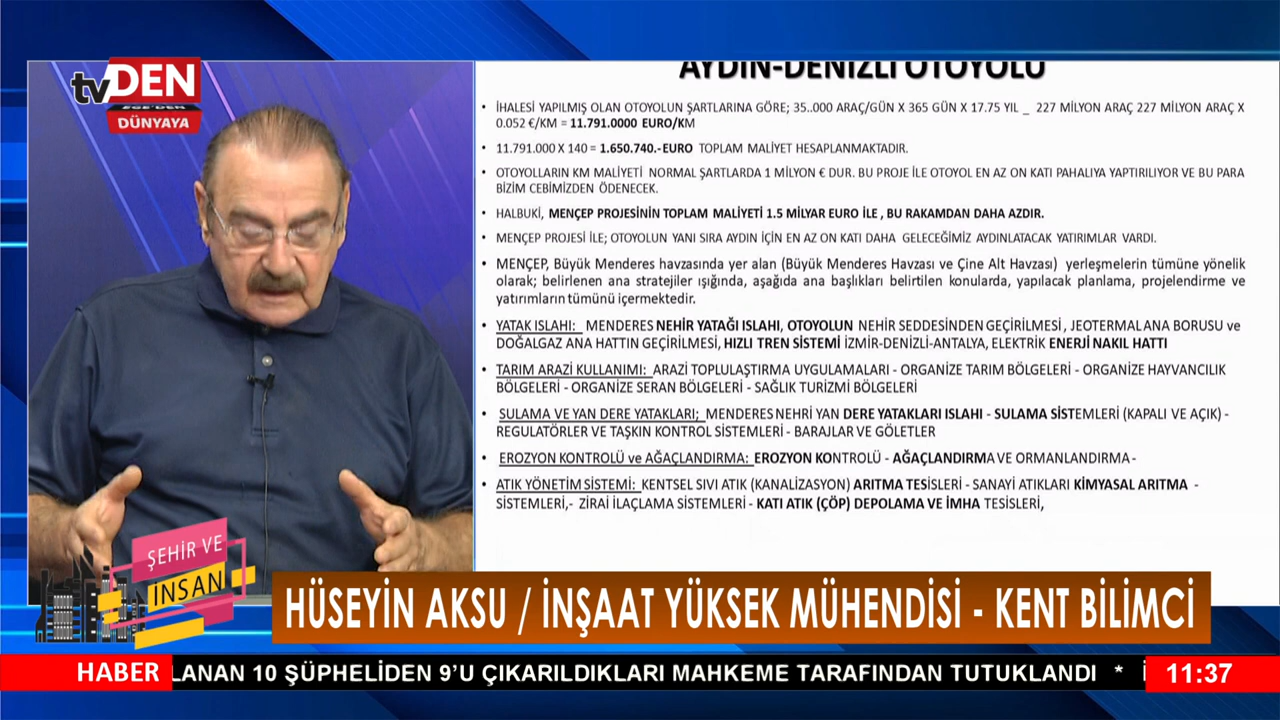 tvDEN
EGE'DEN
DÜNYAYA
AYDIN-DENİZLİ OTOYOLU
• İHALESİ YAPILMIŞ OLAN OTOYOLUN ŞARTLARINA GÖRE; 35..000 ARAÇ/GÜN X 365 GÜN X 17.75 YIL _ 227 MİLYON ARAÇ 227 MİLYON ARAÇ X
0.052 €/KM = 11.791.0000 EURO/KM
• 11.791.000 X 140 = 1.650.740.-EURO TOPLAM MALİYET HESAPLANMAKTADIR.
• OTOYOLLARIN KM MALİYETİ NORMAL ŞARTLARDA 1 MİLYON € DUR. BU PROJE İLE OTOYOL EN AZ ON KATI PAHALIYA YAPTIRILIYOR VE BU PARA
BİZİM CEBİMİZDEN ÖDENECEK.
• HALBUKİ, MENÇEP PROJESİNİN TOPLAM MALİYETİ 1.5 MİLYAR EURO İLE , BU RAKAMDAN DAHA AZDIR.
• MENÇEP PROJESİ İLE; OTOYOLUN YANI SIRA AYDIN İÇİN EN AZ ON KATI DAHA GELECEĞİMİZ AYDINLATACAK YATIRIMLAR VARDI.
• MENÇEP, Büyük Menderes havzasında yer alan (Büyük Menderes Havzası ve Çine Alt Havzası) yerleşmelerin tümüne yönelik
olarak; belirlenen ana stratejiler ışığında, aşağıda ana başlıkları belirtilen konularda, yapılacak planlama, projelendirme ve
yatırımların tümünü içermektedir.
• YATAK ISLAHI: MENDERES NEHİR YATAĞI ISLAHI, OTOYOLUN NEHİR SEDDESİNDEN GEÇİRİLMESİ , JEOTERMAL ANA BORUSU ve
DOĞALGAZ ANA HATTIN GEÇİRİLMESİ, HIZLI TREN SİSTEMİ İZMİR-DENİZLİ-ANTALYA, ELEKTRİK ENERJİ NAKİL HATTI
• TARIM ARAZİ KULLANIMI: ARAZİ TOPLULAŞTIRMA UYGULAMALARI - ORGANİZE TARIM BÖLGELERİ - ORGANİZE HAYVANCILIK
BÖLGELERİ - ORGANİZE SERAN BÖLGELERİ - SAĞLIK TURİZMİ BÖLGELERİ
• SULAMA VE YAN DERE YATAKLARI; MENDERES NEHRİ YAN DERE YATAKLARI ISLAHI - SULAMA SİSTEMLERİ (KAPALI VE AÇIK) -
REGULATÖRLER VE TAŞKIN KONTROL SİSTEMLERİ - BARAJLAR VE GÖLETLER
• EROZYON KONTROLÜ ve AĞAÇLANDIRMA: EROZYON KONTROLÜ - AĞAÇLANDIRMA VE ORMANLANDIRMA -
• ATIK YÖNETİM SİSTEMİ: KENTSEL SIVI ATIK (KANALİZASYON) ARITMA TESİSLERİ - SANAYİ ATIKLARI KİMYASAL ARITMA -
SİSTEMLERİ,- ZİRAİ İLAÇLAMA SİSTEMLERİ - KATI ATIK (ÇÖP) DEPOLAMA VE İMHA TESİSLERİ,
ŞEHİR VE
İNSAN
HÜSEYİN AKSU / İNŞAAT YÜKSEK MÜHENDİSİ - KENT BİLİMCİ
HABER LANAN 10 ŞÜPHELİDEN 9'U ÇIKARILDIKLARI MAHKEME TARAFINDAN TUTUKLANDI * İ 11:37